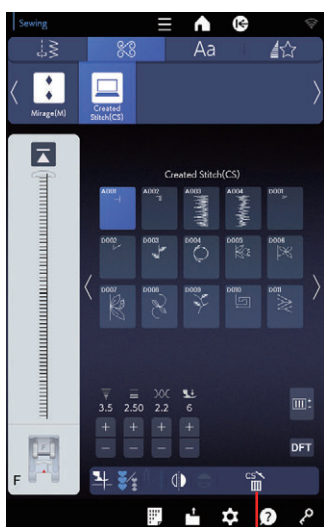 Sewing
Aa
Mirage(M)
Created
Stitch(CS)
Created Stitch(CS)
A001 A002 A003 A004 D001
D002 D003 D004 D005 D006
D007 D008 D009 D010 D011
3.5 2.50 2.2 6
+ + + +
- - - -
DFT
F
CS
?